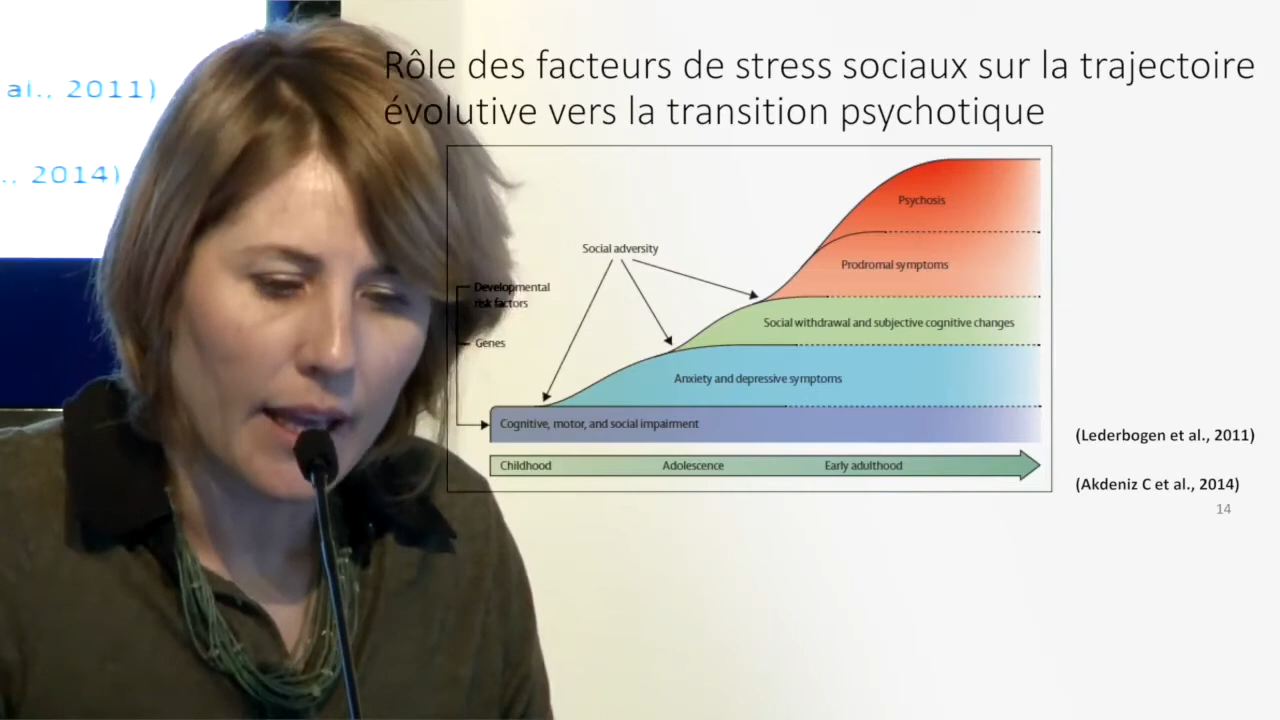 al., 2011)
., 2014)
Rôle des facteurs de stress sociaux sur la trajectoire
évolutive vers la transition psychotique
Psychosis
Social adversity
Prodromal symptoms
Developmental
risk factors
Social withdrawal and subjective cognitive changes
Genes
Anxiety and depressive symptoms
Cognitive, motor, and social impairment
(Lederbogen et al., 2011)
Childhood
Adolescence
Early adulthood
(Akdeniz C et al., 2014)
14